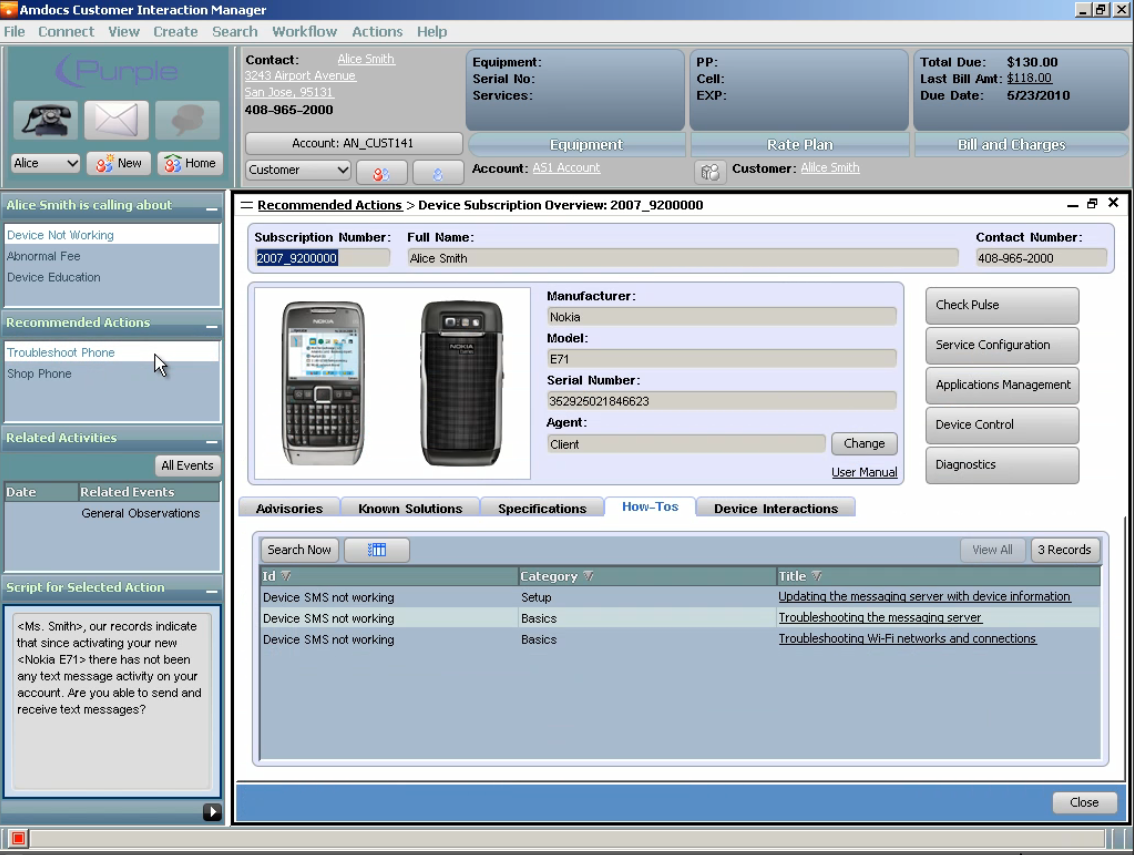 Amdocs Customer Interaction Manager
File Connect View Create Search Workflow Actions Help
Purple
Alice
New
Home
Contact: Alice Smith
3243 Airport Avenue
San Jose, 95131
408-965-2000
Account: AN_CUST141
Customer
Equipment:
Serial No:
Services:
Equipment
PP:
Cell:
EXP:
Rate Plan
Total Due: $130.00
Last Bill Amt: $118.00
Due Date: 5/23/2010
Bill and Charges
Account: AS1 Account
Customer: Allice Smith
Alice Smith is calling about
Device Not Working
Abnormal Fee
Device Education
Recommended Actions
Troubleshoot Phone
Shop Phone
Related Activities
All Events
Date Related Events
General Observations
Script for Selected Action
<Ms. Smith>, our records indicate
that since activating your new
<Nokia E71> there has not been
any text message activity on your
account. Are you able to send and
receive text messages?
Recommended Actions > Device Subscription Overview: 2007_9200000
Subscription Number: Full Name: Contact Number:
2007_9200000 Alice Smith 408-965-2000
NOKIA
NOKIA
Manufacturer:
Nokia
Model:
E71
Serial Number:
352925021846623
Agent:
Client
Change
User Manual
Check Pulse
Service Configuration
Applications Management
Device Control
Diagnostics
Advisories Known Solutions Specifications How-Tos Device Interactions
Search Now View All 3 Records
Id Category Title
Device SMS not working Setup Updating the messaging server with device information
Device SMS not working Basics Troubleshooting the messaging server
Device SMS not working Basics Troubleshooting Wi-Fi networks and connections
Close